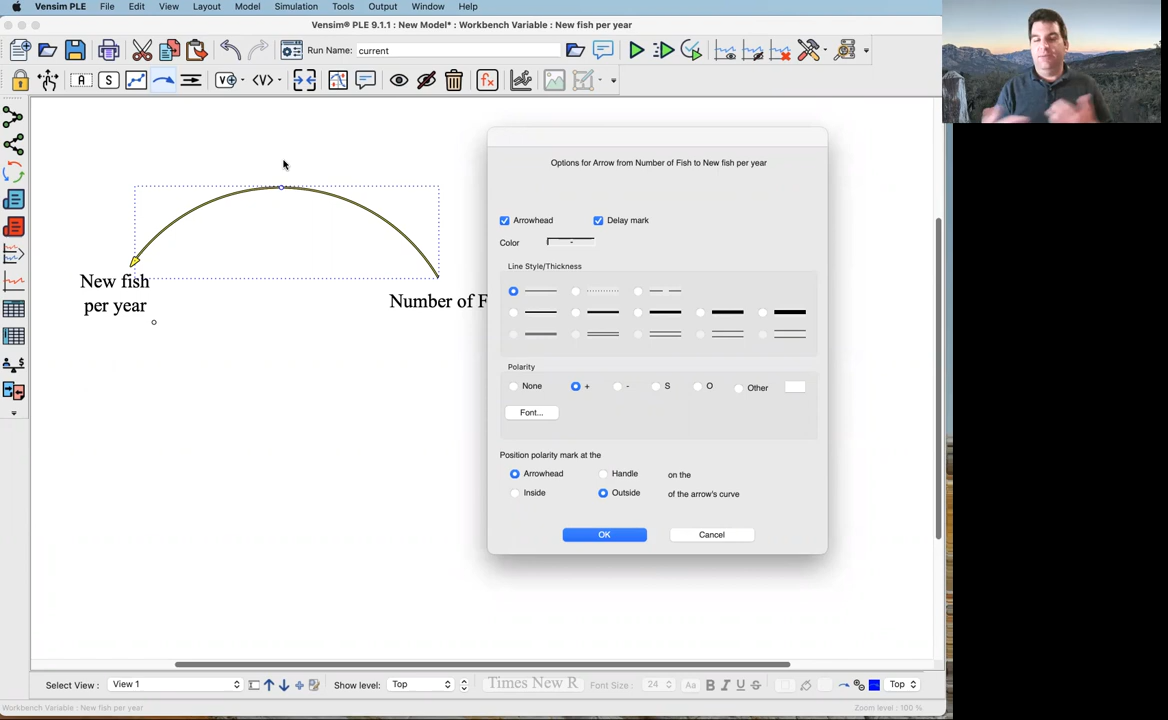 Vensim PLE File Edit View Layout Model Simulation Tools Output Window Help
Vensim® PLE 9.1.1 : New Model* : Workbench Variable : New fish per year
Run Name: current
A S V <V> fx
Options for Arrow from Number of Fish to New fish per year
Arrowhead Delay mark
Color
Line Style/Thickness
New fish
per year
Number of F
Polarity
None + - S O Other
Font...
Position polarity mark at the
Arrowhead Handle on the
Inside Outside of the arrow's curve
OK Cancel
Select View : View 1 Show level: Top Times New R Font Size : 24 Aa B I U S Top
Workbench Variable : New fish per year Zoom level : 100 %